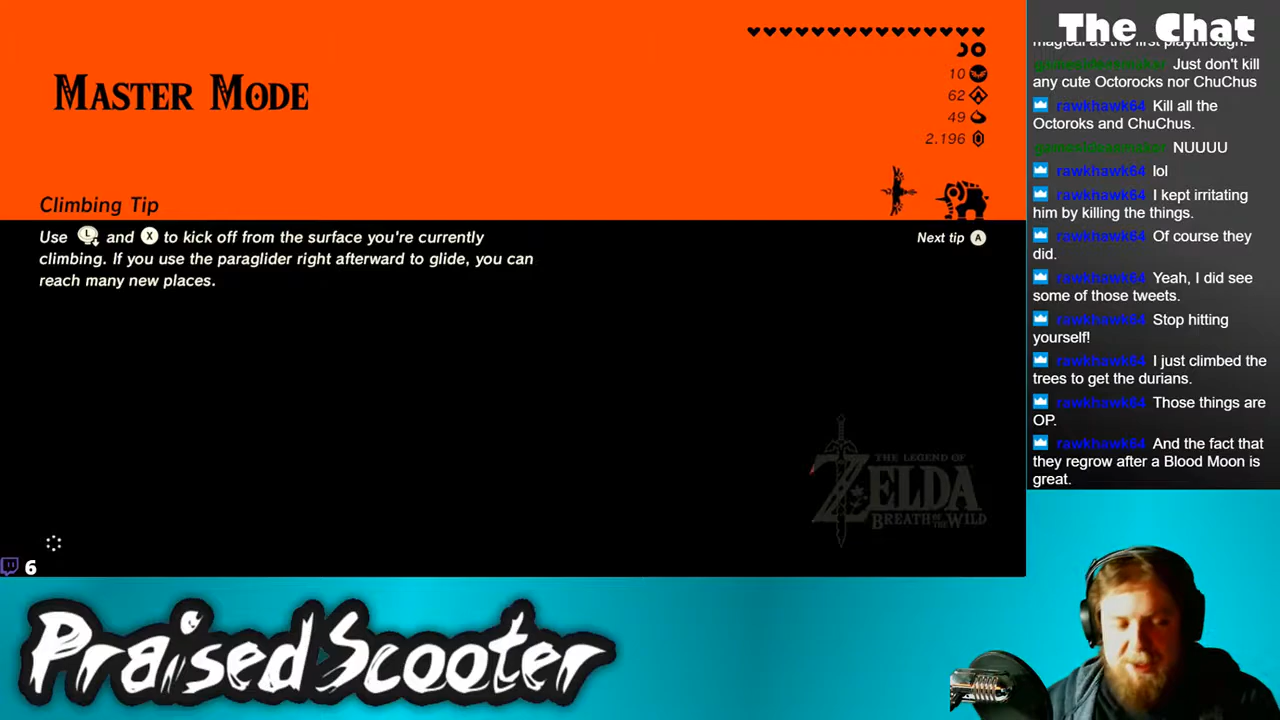 MASTER MODE
10
62
49
2.196
Climbing Tip
Use L and X to kick off from the surface you're currently
climbing. If you use the paraglider right afterward to glide, you can
reach many new places.
Next tip A
THE LEGEND OF
ZELDA
BREATH OF THE WILD
6
PraisedScooter
The Chat
magical as the first playthrough.
Just don't kill
any cute Octorocks nor ChuChus
rawkhawk64 Kill all the
Octoroks and ChuChus.
NUUUU
rawkhawk64 lol
rawkhawk64 I kept irritating
him by killing the things.
rawkhawk64 Of course they
did.
rawkhawk64 Yeah, I did see
some of those tweets.
rawkhawk64 Stop hitting
yourself!
rawkhawk64 I just climbed the
trees to get the durians.
rawkhawk64 Those things are
OP.
rawkhawk64 And the fact that
they regrow after a Blood Moon is
great.